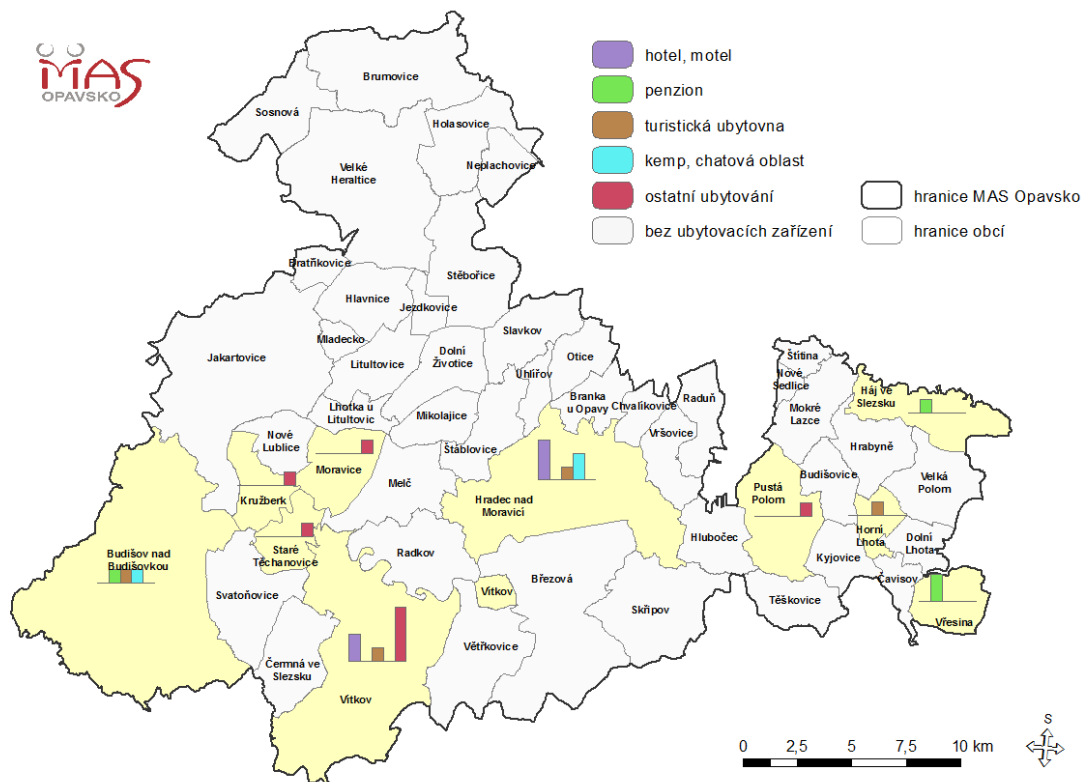 MAS
OPAVSKO
hotel, motel
penzion
turistická ubytovna
kemp, chatová oblast
ostatní ubytování
bez ubytovacích zařízení
hranice MAS Opavsko
hranice obcí
Brumovice
Sosnová
Holasovice
Velké
Heraltice
Neplachovice
Bratříkovice
Stěbořice
Hlavnice
Jezdkovice
Mladecko
Slavkov
Jakartovice
Litultovice
Dolní
Životice
Uhlířov
Otice
Štítina
Nové
Sedlice
Háj ve
Slezsku
Lhotka u
Litultovic
Mikolajice
Branka
u Opavy
Chvalíkovice
Raduň
Mokré
Lazce
Vršovice
Nové
Lublice
Moravice
Štáblovice
Hrabyně
Melč
Budišovice
Velká
Polom
Pustá
Polom
Kružberk
Hradec nad
Moravicí
Horní
Lhota
Dolní
Lhota
Hlubočec
Kyjovice
Staré
Těchanovice
Radkov
Budišov nad
Budišovkou
Březová
Čavisov
Svatoňovice
Vítkov
Těškovice
Skřipov
Vřesina
Větřkovice
Čermná ve
Slezsku
Vítkov
S
0 2,5 5 7,5 10 km